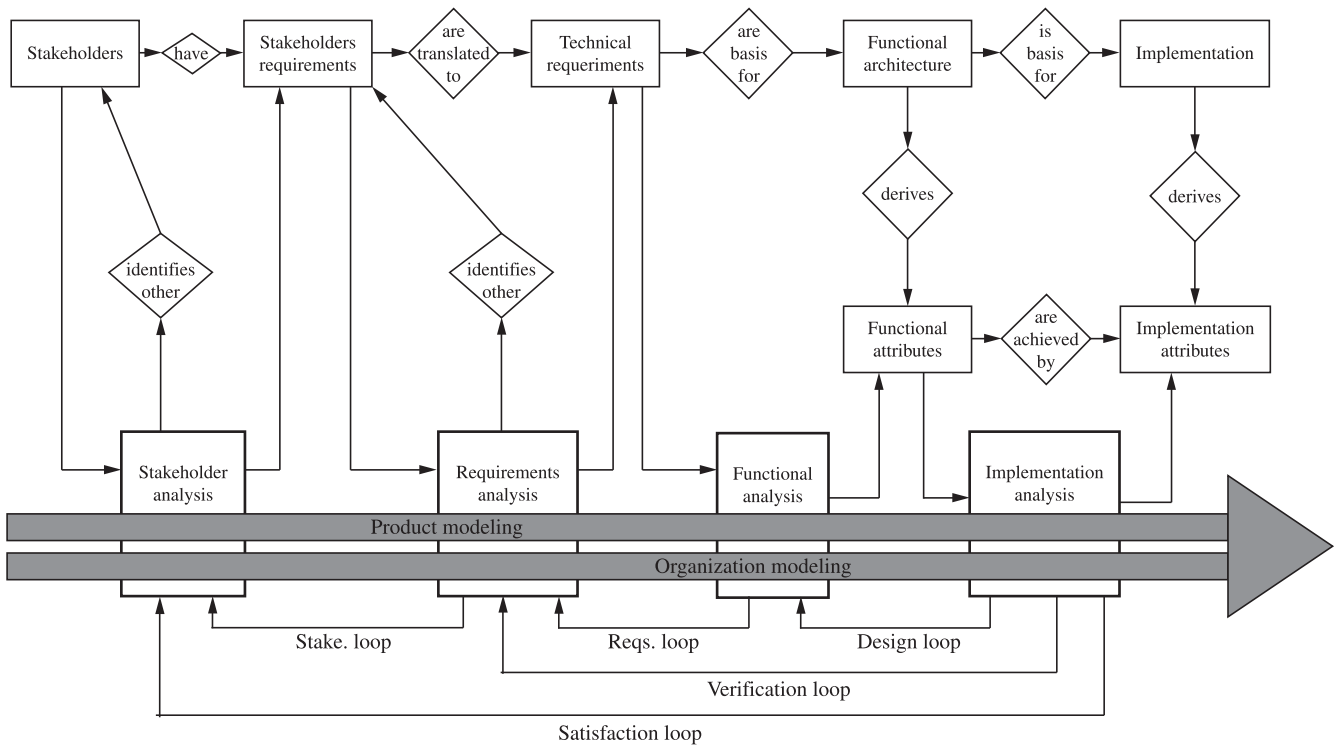 Stakeholders
have
Stakeholders
requirements
are
translated
to
Technical
requeriments
are
basis
for
Functional
architecture
is
basis
for
Implementation
derives
derives
identifies
other
identifies
other
Functional
attributes
are
achieved
by
Implementation
attributes
Stakeholder
analysis
Requirements
analysis
Functional
analysis
Implementation
analysis
Product modeling
Organization modeling
Stake. loop
Reqs. loop
Design loop
Verification loop
Satisfaction loop